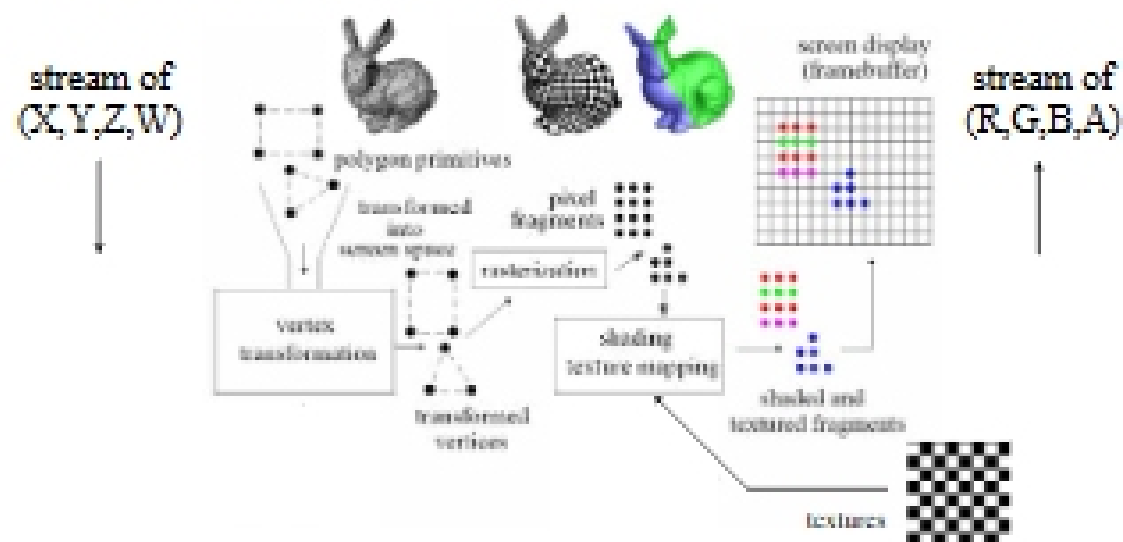 stream of
(X,Y,Z,W)
polygon primitives
transformed
into
screen space
vertex
transformation
transformed
vertices
rasterization
pixel
fragments
shading
texture mapping
shaded and
textured fragments
textures
screen display
(framebuffer)
stream of
(R,G,B,A)